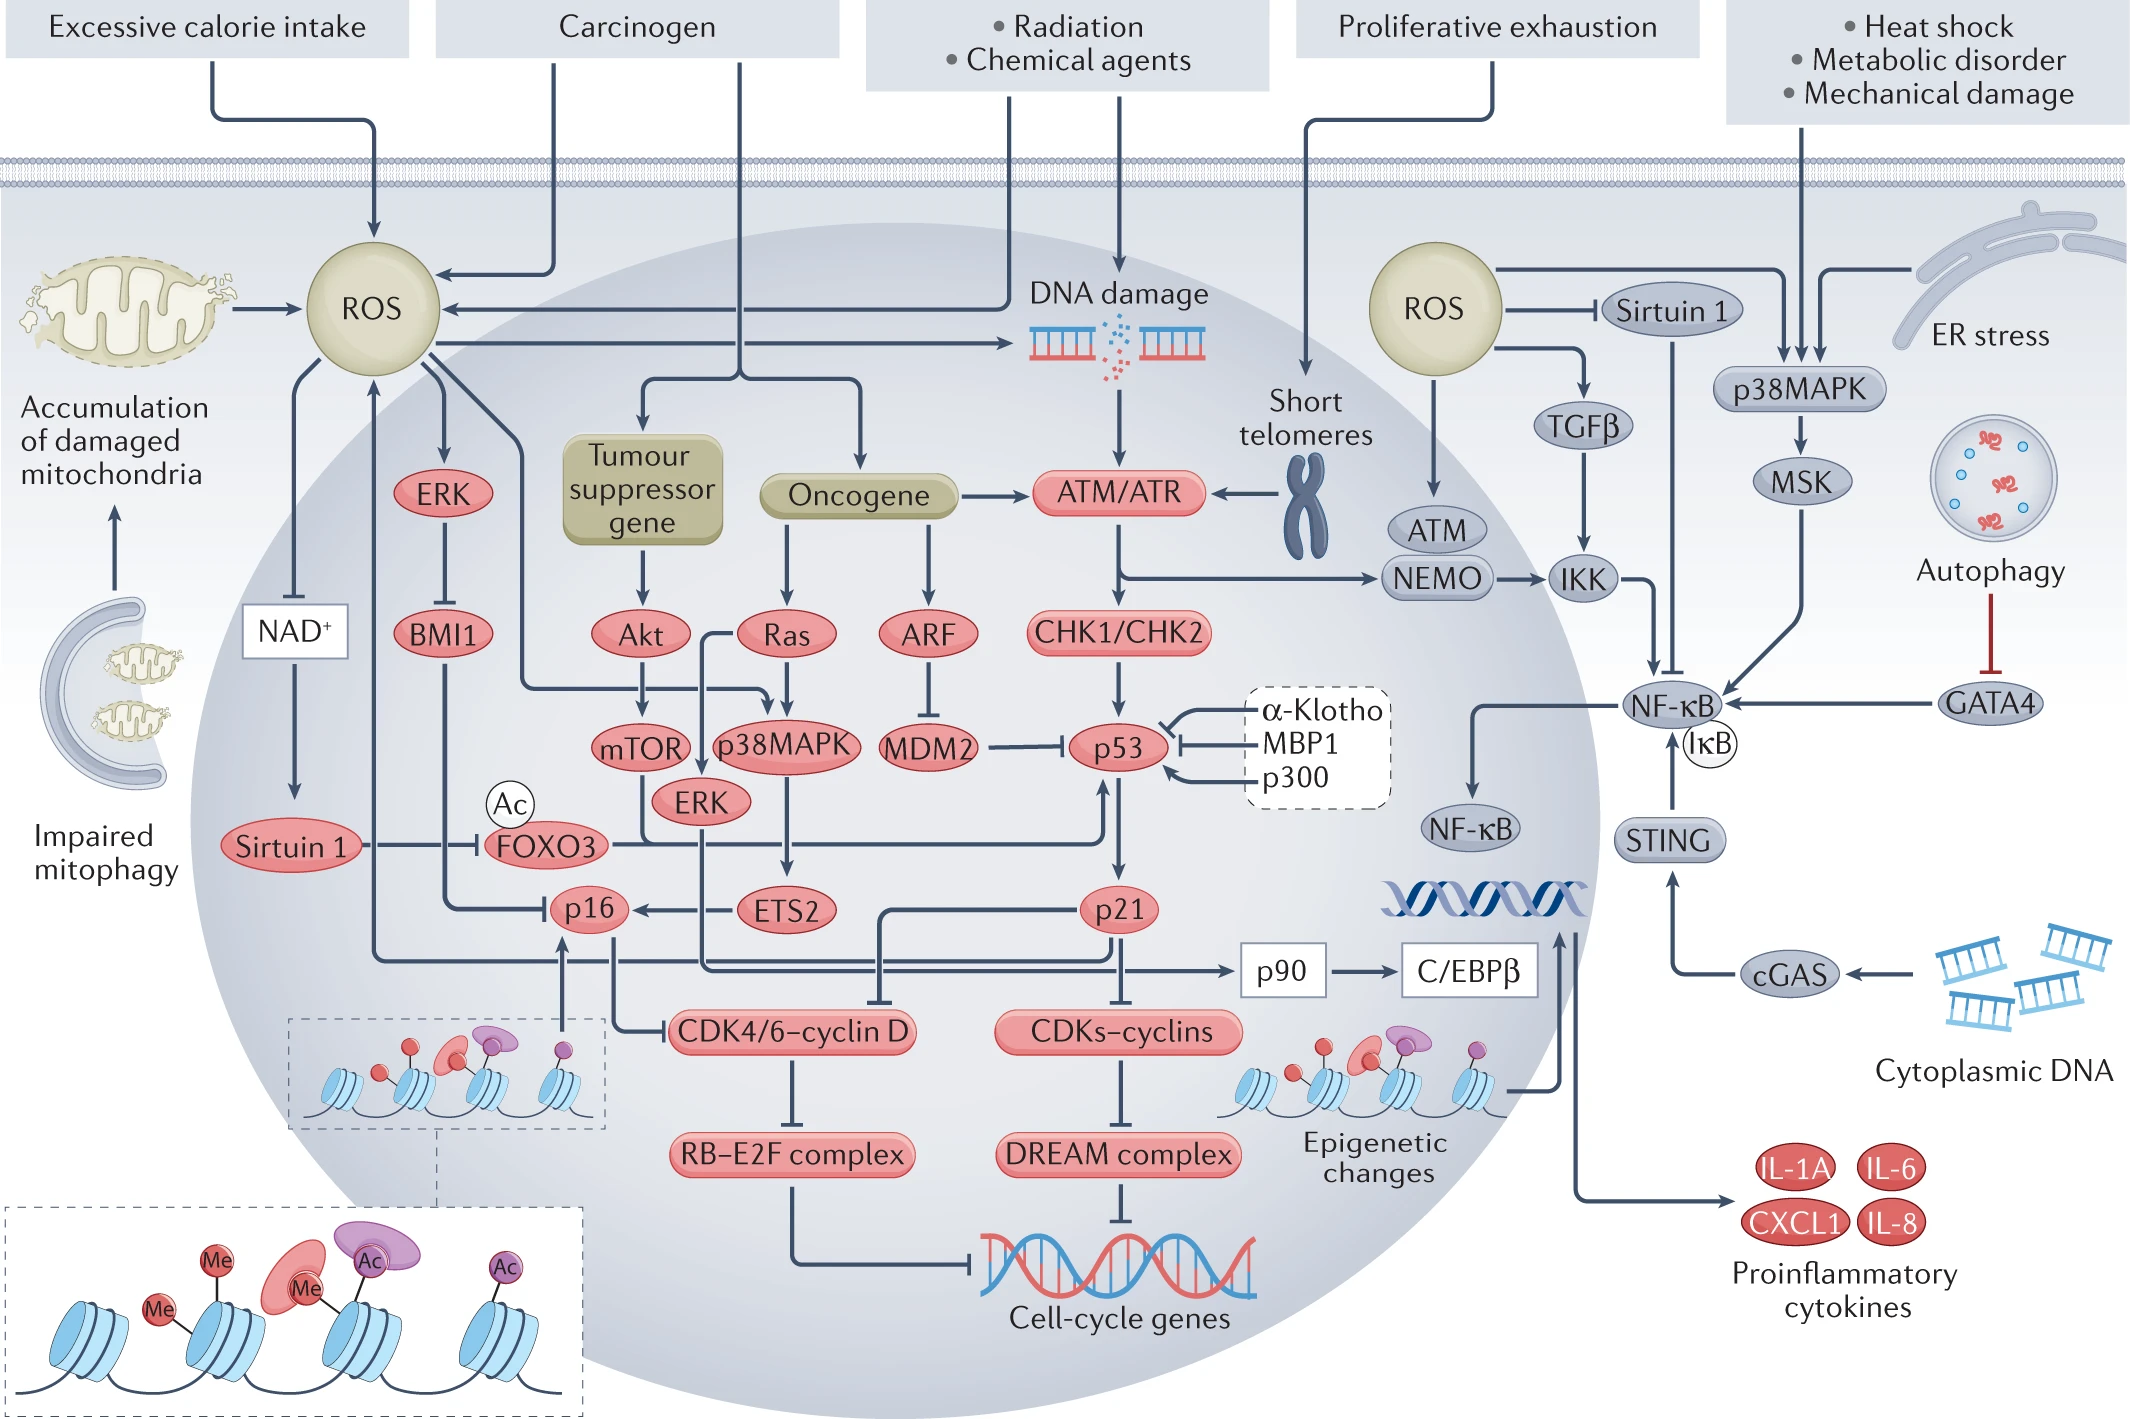 Excessive calorie intake
Carcinogen
• Radiation
• Chemical agents
Proliferative exhaustion
• Heat shock
• Metabolic disorder
• Mechanical damage
ROS
DNA damage
ROS
Sirtuin 1
ER stress
Accumulation
of damaged
mitochondria
Short
telomeres
p38MAPK
TGFβ
Tumour
suppressor
gene
Oncogene
ERK
ATM/ATR
MSK
ATM
NEMO
IKK
Autophagy
NAD⁺
BMI1
Akt
Ras
ARF
CHK1/CHK2
α-Klotho
MBP1
p300
NF-κB
IκB
GATA4
mTOR
p38MAPK
MDM2
p53
ERK
Ac
FOXO3
Sirtuin 1
Impaired
mitophagy
NF-κB
STING
p16
ETS2
p21
p90
C/EBPβ
cGAS
Cytoplasmic DNA
CDK4/6–cyclin D
CDKs–cyclins
RB–E2F complex
DREAM complex
Epigenetic
changes
IL-1A
IL-6
CXCL1
IL-8
Proinflammatory
cytokines
Me
Me
Me
Ac
Ac
Cell-cycle genes